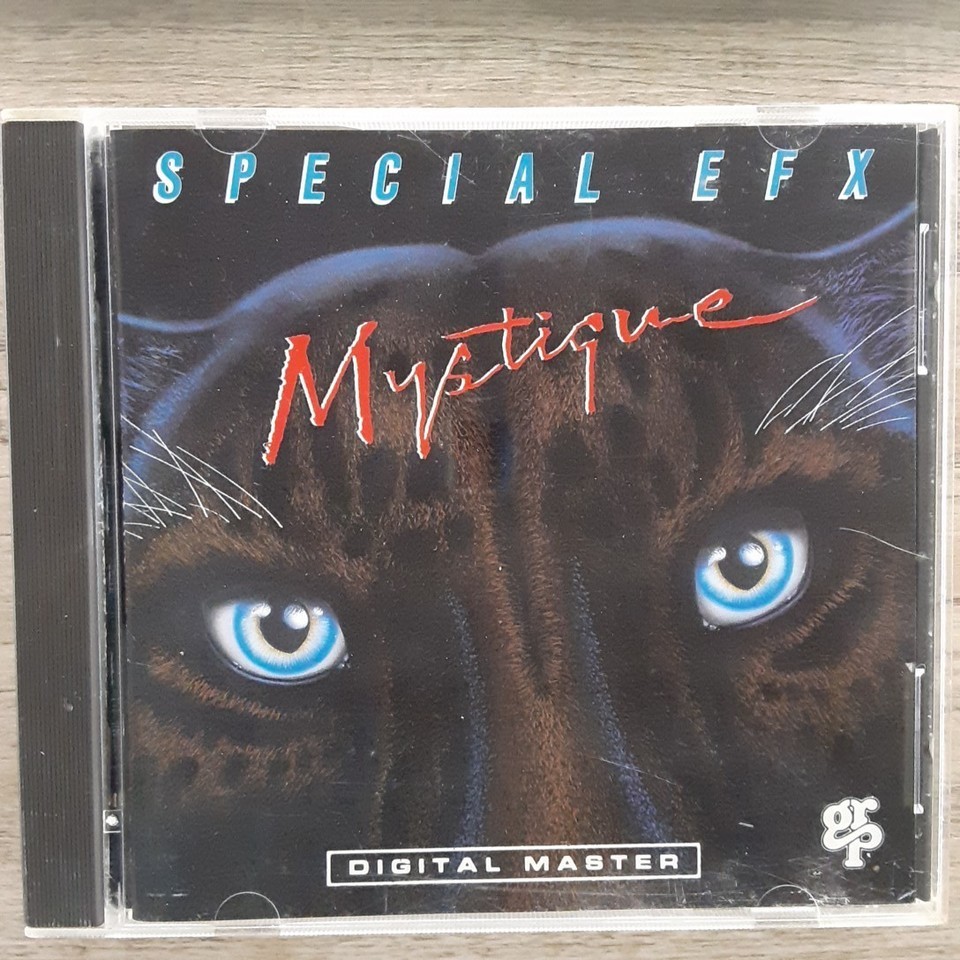 SPECIAL EFX
Mystique
DIGITAL MASTER
grp